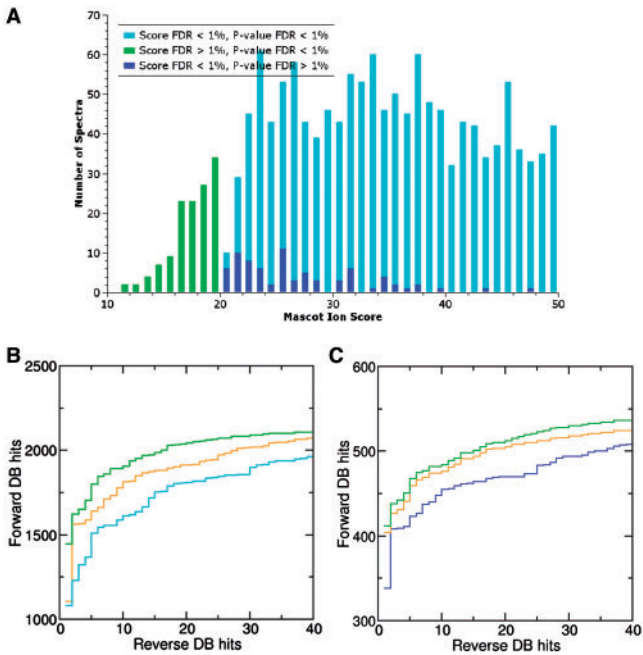 A
Score FDR < 1%, P-value FDR < 1%
Score FDR > 1%, P-value FDR < 1%
Score FDR < 1%, P-value FDR > 1%
Number of Spectra
70
60
50
40
30
20
10
0
10 20 30 40 50
Mascot Ion Score
B
Forward DB hits
2500
2000
1500
1000
0 10 20 30 40
Reverse DB hits
C
Forward DB hits
600
500
400
300
0 10 20 30 40
Reverse DB hits